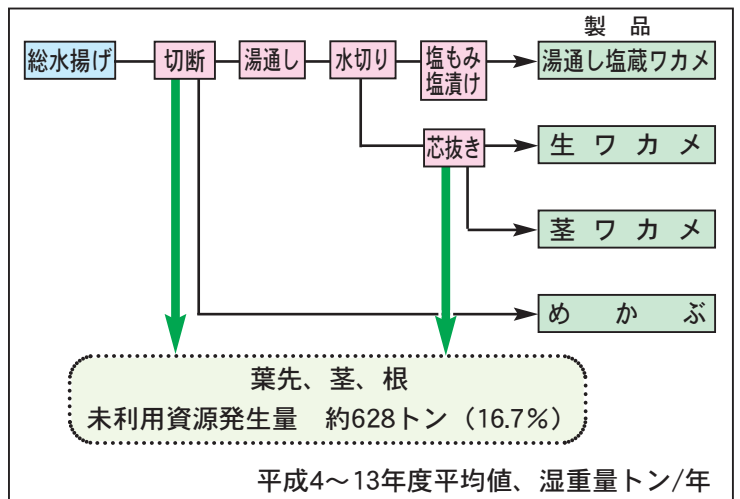 製品
総水揚げ
切断
湯通し
水切り
塩もみ
塩漬け
湯通し塩蔵ワカメ
芯抜き
生ワカメ
茎ワカメ
めかぶ
葉先、茎、根
未利用資源発生量 約628トン（16.7%）
平成4〜13年度平均値、湿重量トン/年